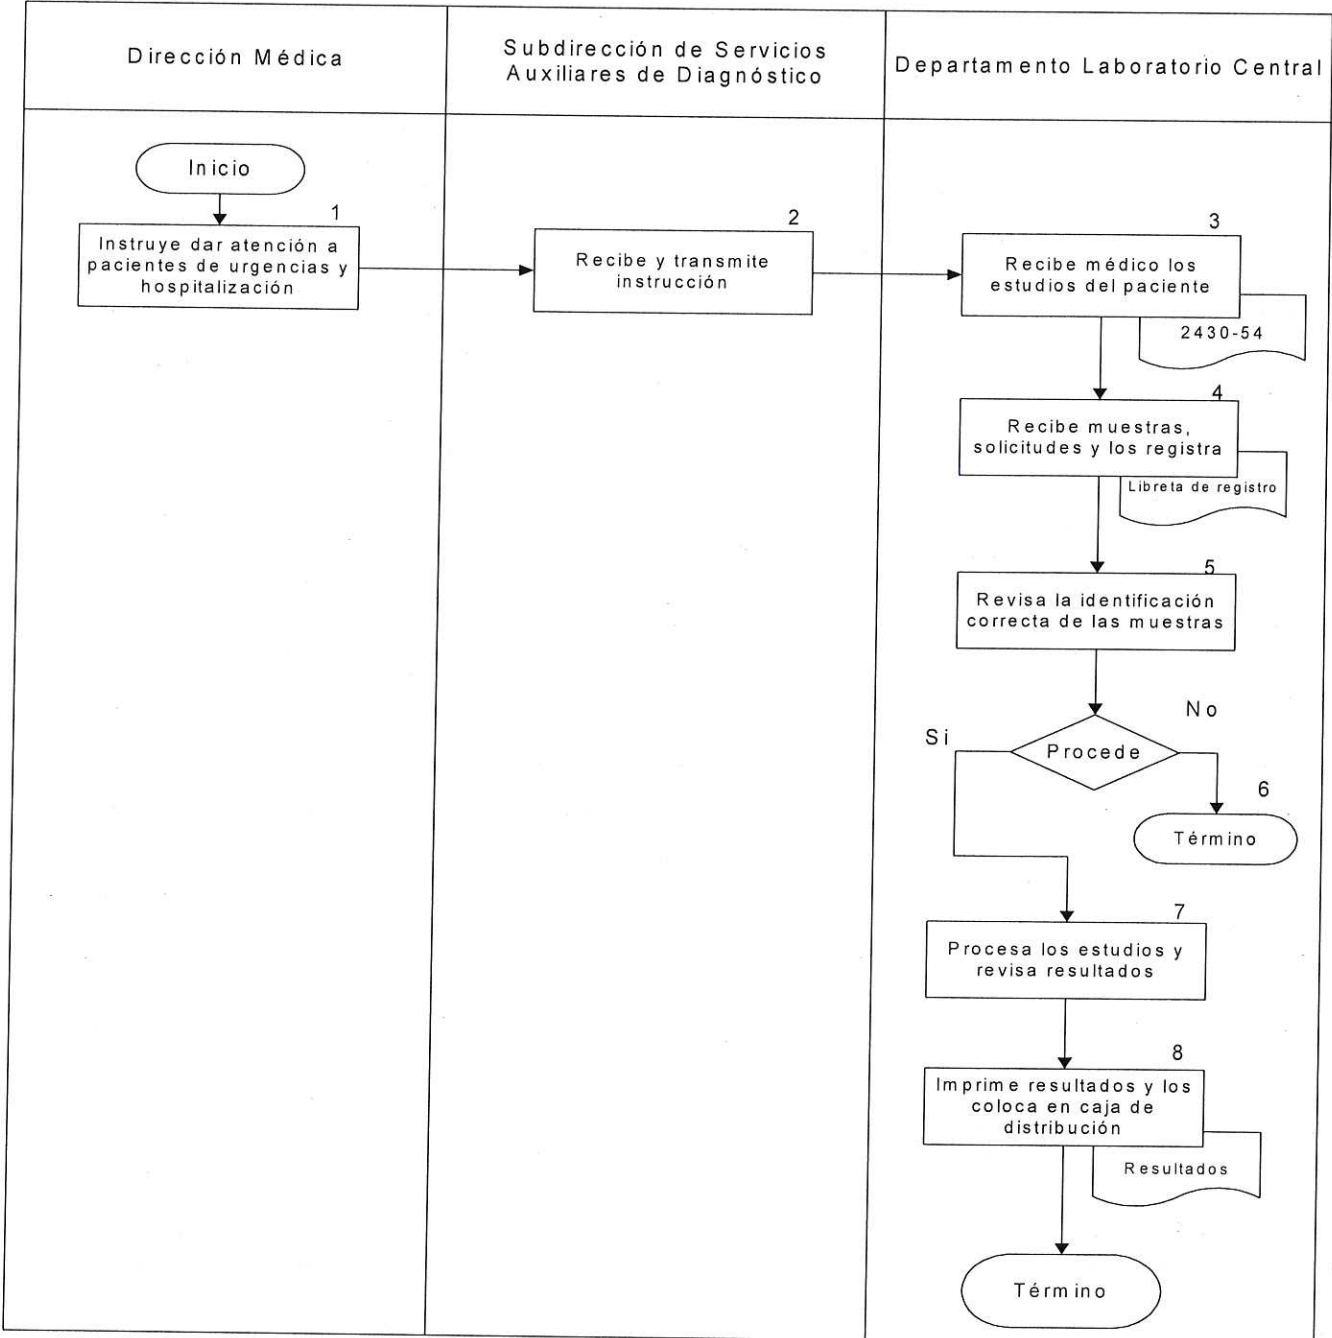 Dirección Médica
Subdirección de Servicios
Auxiliares de Diagnóstico
Departamento Laboratorio Central
Inicio
1
Instruye dar atención a
pacientes de urgencias y
hospitalización
2
Recibe y transmite
instrucción
3
Recibe médico los
estudios del paciente
2430-54
4
Recibe muestras,
solicitudes y los registra
Libreta de registro
5
Revisa la identificación
correcta de las muestras
Procede
Si
No
6
Término
7
Procesa los estudios y
revisa resultados
8
Imprime resultados y los
coloca en caja de
distribución
Resultados
Término